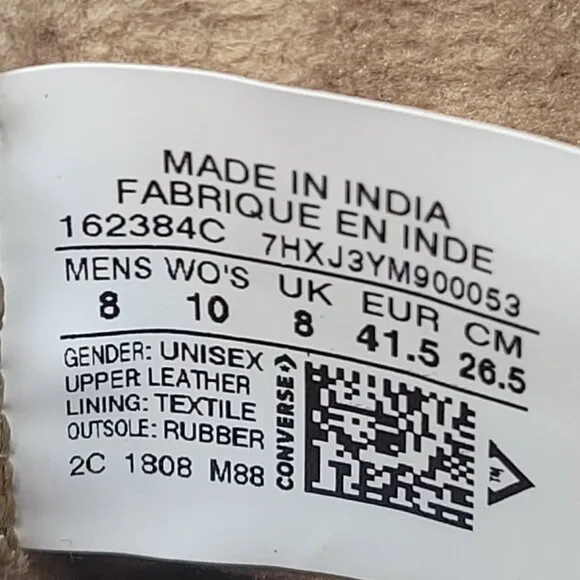 MADE IN INDIA
FABRIQUE EN INDE
162384C 7HXJ3YM900053
MENS WO'S UK EUR CM
8 10 8 41.5 26.5
GENDER: UNISEX
UPPER: LEATHER
LINING: TEXTILE
OUTSOLE: RUBBER
2C 1808 M88
CONVERSE